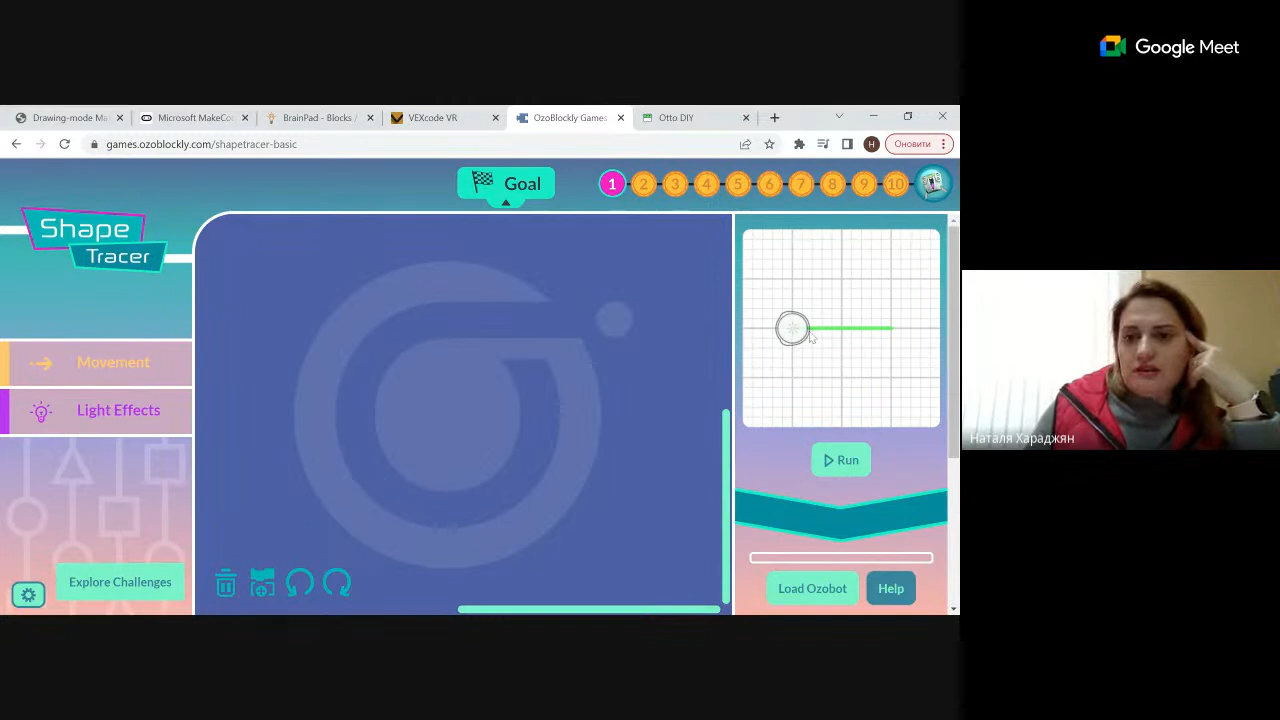 Google Meet
Drawing-mode Ma
Microsoft MakeCo
BrainPad - Blocks /
VEXcode VR
OzoBlockly Games
Otto DIY
games.ozoblockly.com/shapetracer-basic
H
Оновити
Goal
1 2 3 4 5 6 7 8 9 10
Shape
Tracer
Movement
Light Effects
Run
Наталя Хараджян
Explore Challenges
Load Ozobot
Help